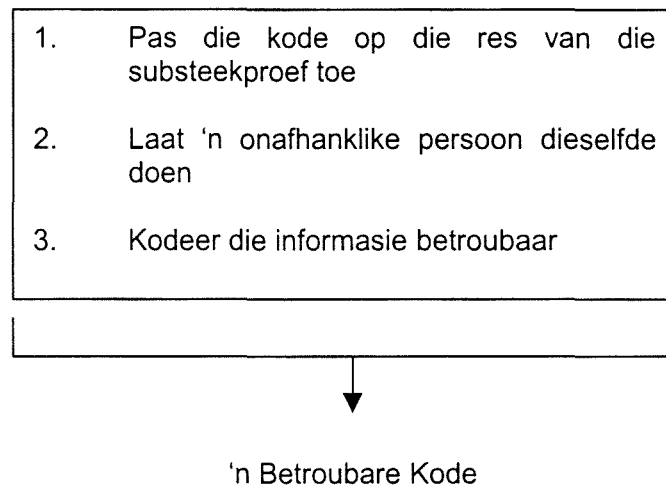 1. Pas die kode op die res van die
substeekproef toe
2. Laat ‘n onafhanklike persoon dieselfde
doen
3. Kodeer die informasie betroubaar
‘n Betroubare Kode